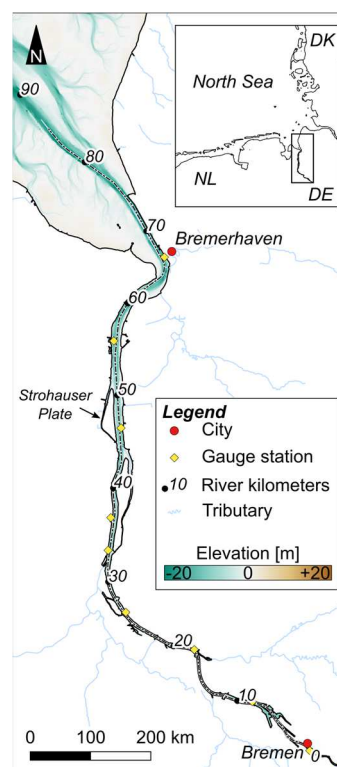 N
DK
North Sea
NL
DE
90
80
70
Bremerhaven
60
50
Strohauser
Plate
40
30
20
10
Bremen 0
Legend
City
Gauge station
10 River kilometers
Tributary
Elevation [m]
-20 0 +20
0 100 200 km